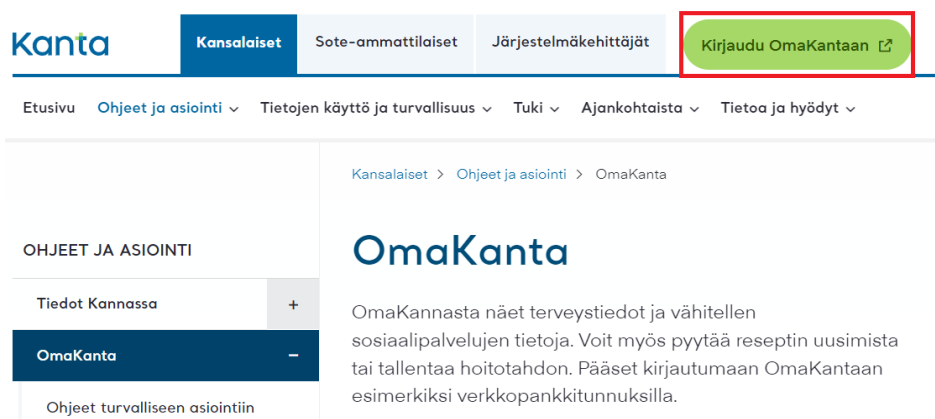 Kanta
Kansalaiset
Sote-ammattilaiset
Järjestelmäkehittäjät
Kirjaudu OmaKantaan
Etusivu
Ohjeet ja asiointi
Tietojen käyttö ja turvallisuus
Tuki
Ajankohtaista
Tietoa ja hyödyt
Kansalaiset > Ohjeet ja asiointi > OmaKanta
OHJEET JA ASIOINTI
Tiedot Kannassa +
OmaKanta –
Ohjeet turvalliseen asiointiin
OmaKanta
OmaKannasta näet terveystiedot ja vähitellen
sosiaalipalvelujen tietoja. Voit myös pyytää reseptin uusimista
tai tallentaa hoitotahdon. Pääset kirjautumaan OmaKantaan
esimerkiksi verkkopankkitunnuksilla.